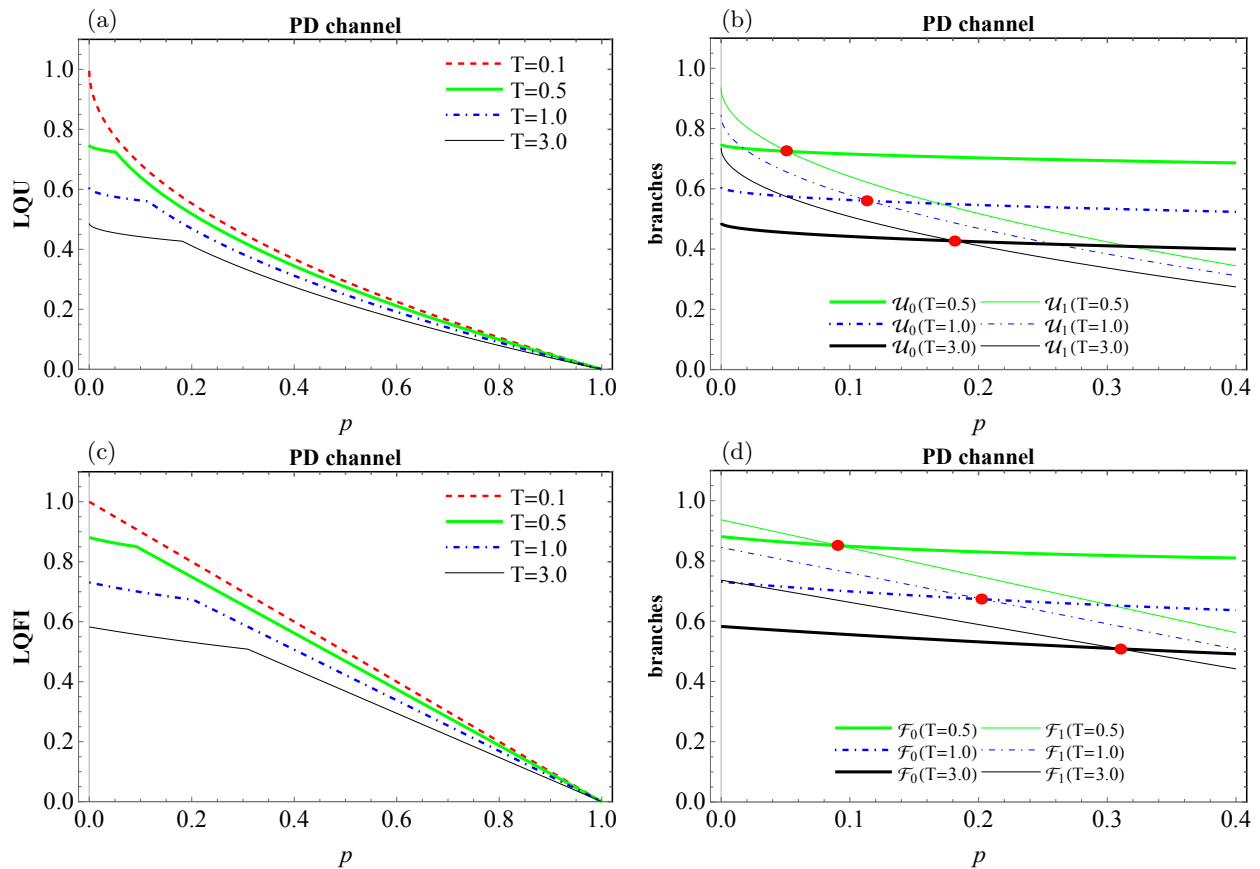 (a)
PD channel
LQU
1.0
0.8
0.6
0.4
0.2
0.0
T=0.1
T=0.5
T=1.0
T=3.0
0.0 0.2 0.4 0.6 0.8 1.0
p
(b)
PD channel
branches
1.0
0.8
0.6
0.4
0.2
0.0
𝒰₀(T=0.5) 𝒰₁(T=0.5)
𝒰₀(T=1.0) 𝒰₁(T=1.0)
𝒰₀(T=3.0) 𝒰₁(T=3.0)
0.0 0.1 0.2 0.3 0.4
p
(c)
PD channel
LQFI
1.0
0.8
0.6
0.4
0.2
0.0
T=0.1
T=0.5
T=1.0
T=3.0
0.0 0.2 0.4 0.6 0.8 1.0
p
(d)
PD channel
branches
1.0
0.8
0.6
0.4
0.2
0.0
ℱ₀(T=0.5) ℱ₁(T=0.5)
ℱ₀(T=1.0) ℱ₁(T=1.0)
ℱ₀(T=3.0) ℱ₁(T=3.0)
0.0 0.1 0.2 0.3 0.4
p